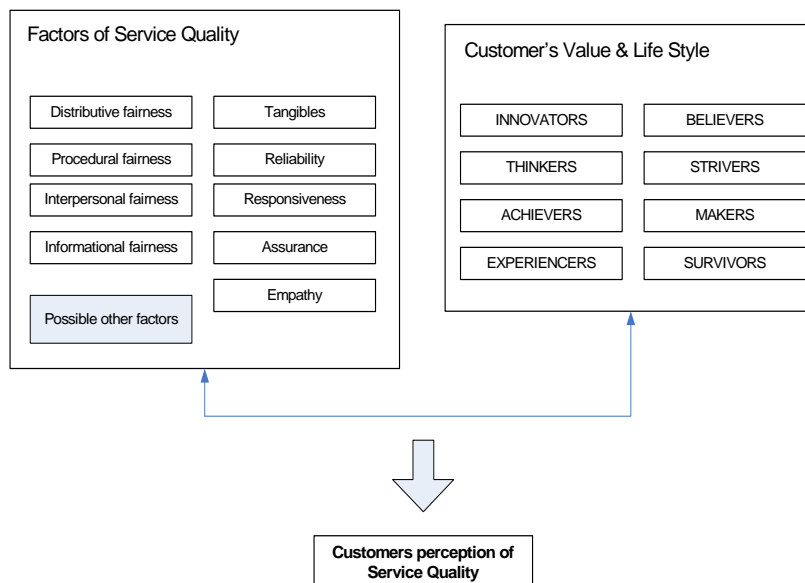 Factors of Service Quality
Distributive fairness
Procedural fairness
Interpersonal fairness
Informational fairness
Possible other factors
Tangibles
Reliability
Responsiveness
Assurance
Empathy
Customer's Value & Life Style
INNOVATORS
THINKERS
ACHIEVERS
EXPERIENCERS
BELIEVERS
STRIVERS
MAKERS
SURVIVORS
Customers perception of
Service Quality